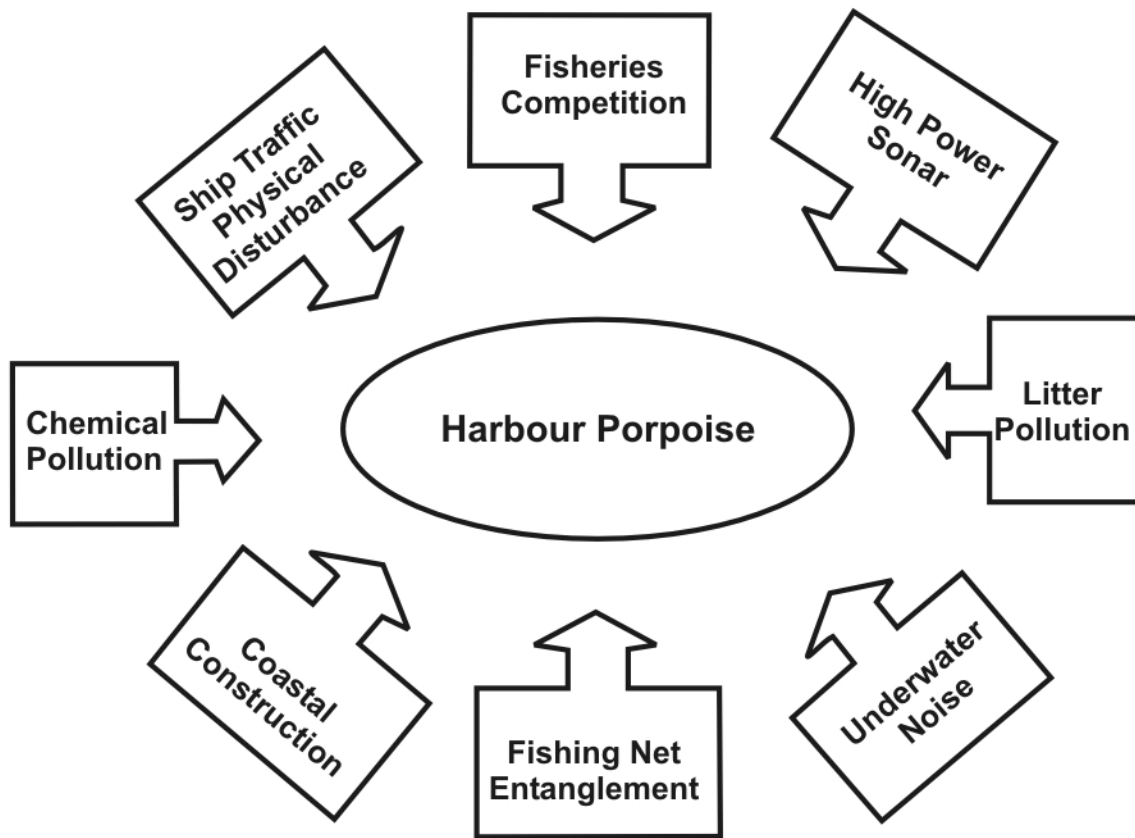 Fisheries
Competition
High Power
Sonar
Ship Traffic
Physical
Disturbance
Harbour Porpoise
Litter
Pollution
Chemical
Pollution
Coastal
Construction
Fishing Net
Entanglement
Underwater
Noise